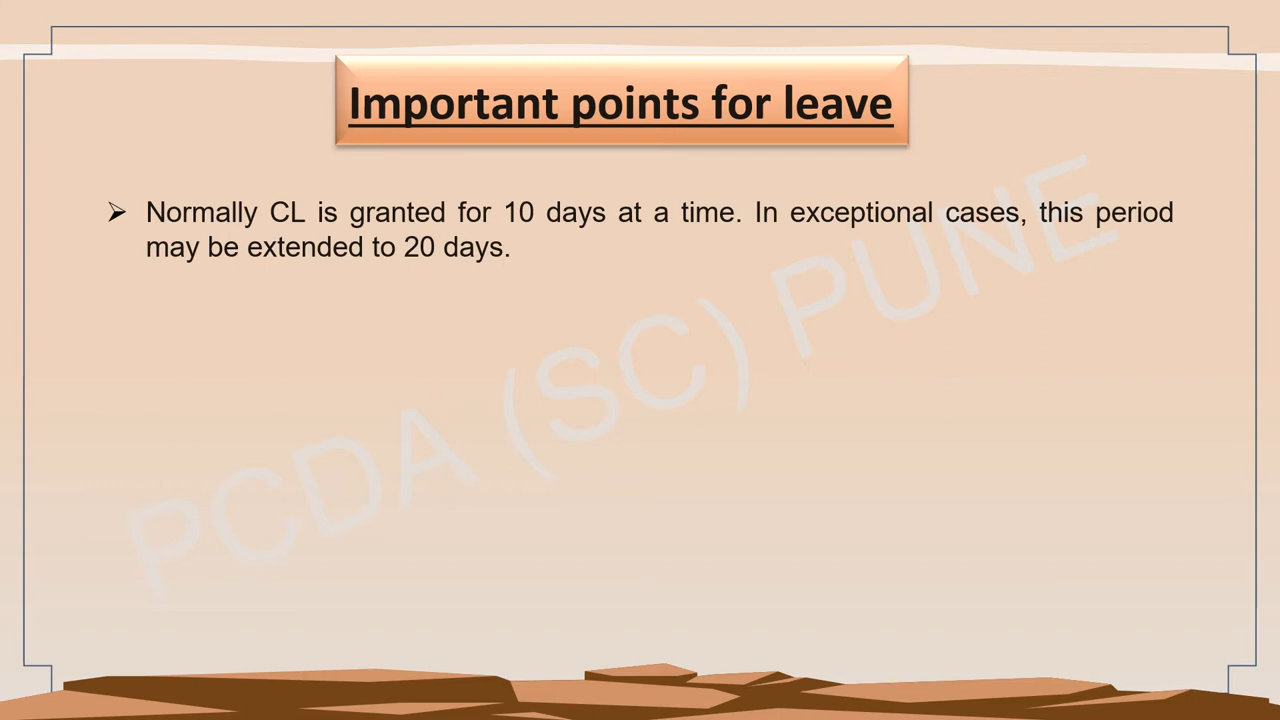 Important points for leave
➢ Normally CL is granted for 10 days at a time. In exceptional cases, this period
may be extended to 20 days.
PCDA (SC) PUNE